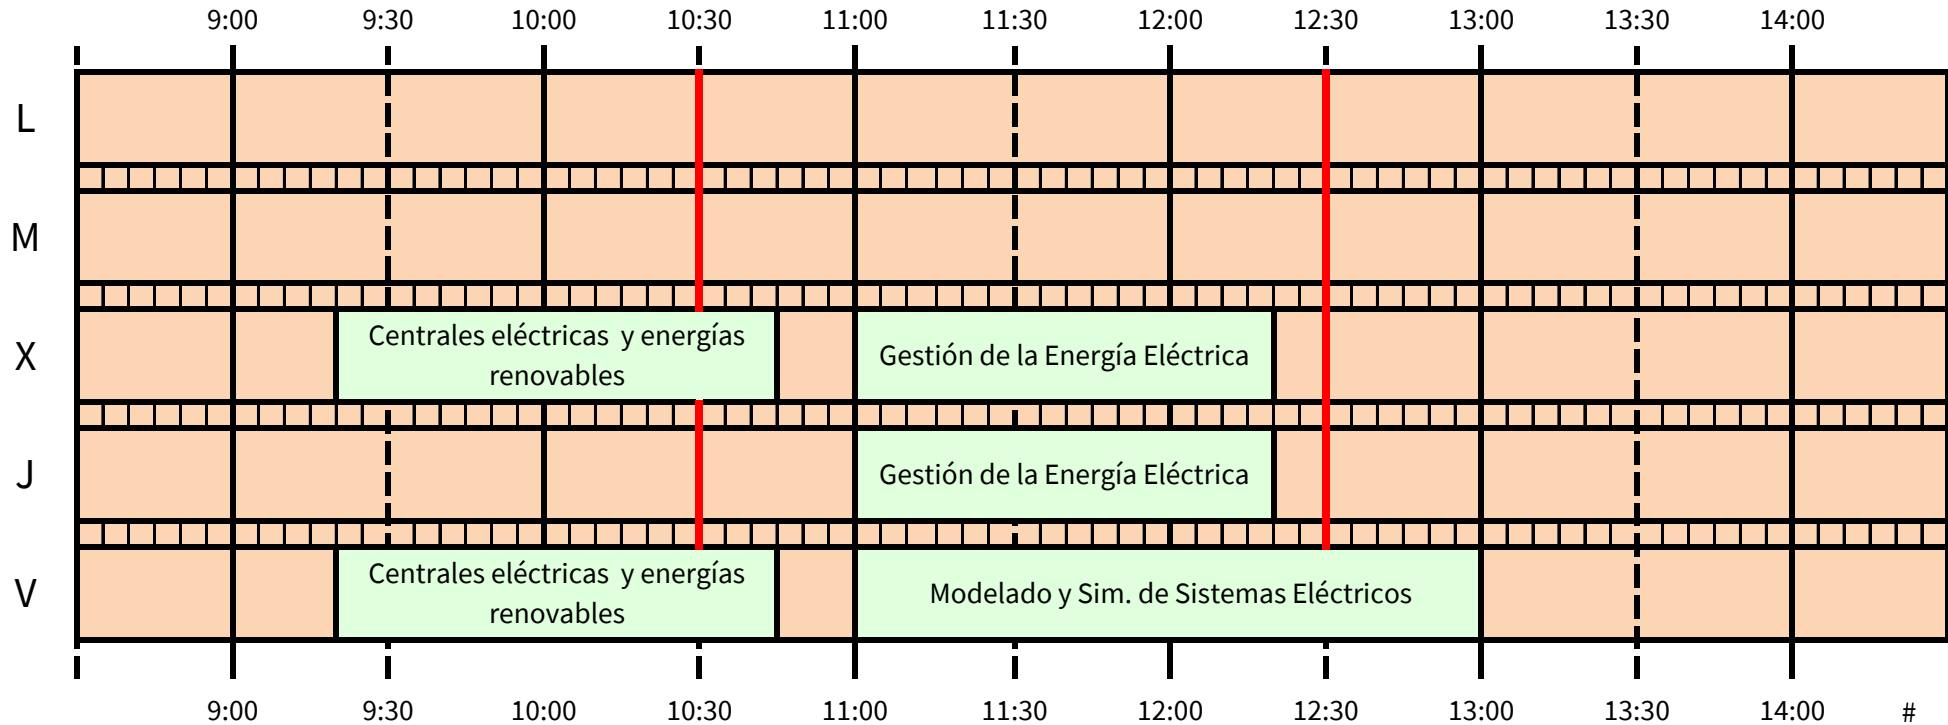 9:00 9:30 10:00 10:30 11:00 11:30 12:00 12:30 13:00 13:30 14:00
L
M
X
Centrales eléctricas y energías
renovables
Gestión de la Energía Eléctrica
J
Gestión de la Energía Eléctrica
V
Centrales eléctricas y energías
renovables
Modelado y Sim. de Sistemas Eléctricos
9:00 9:30 10:00 10:30 11:00 11:30 12:00 12:30 13:00 13:30 14:00 #